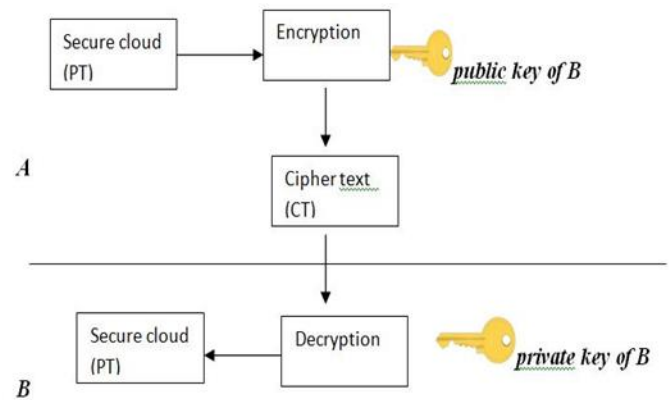 Secure cloud
(PT)
Encryption
public key of B
A
Cipher text
(CT)
Secure cloud
(PT)
Decryption
private key of B
B